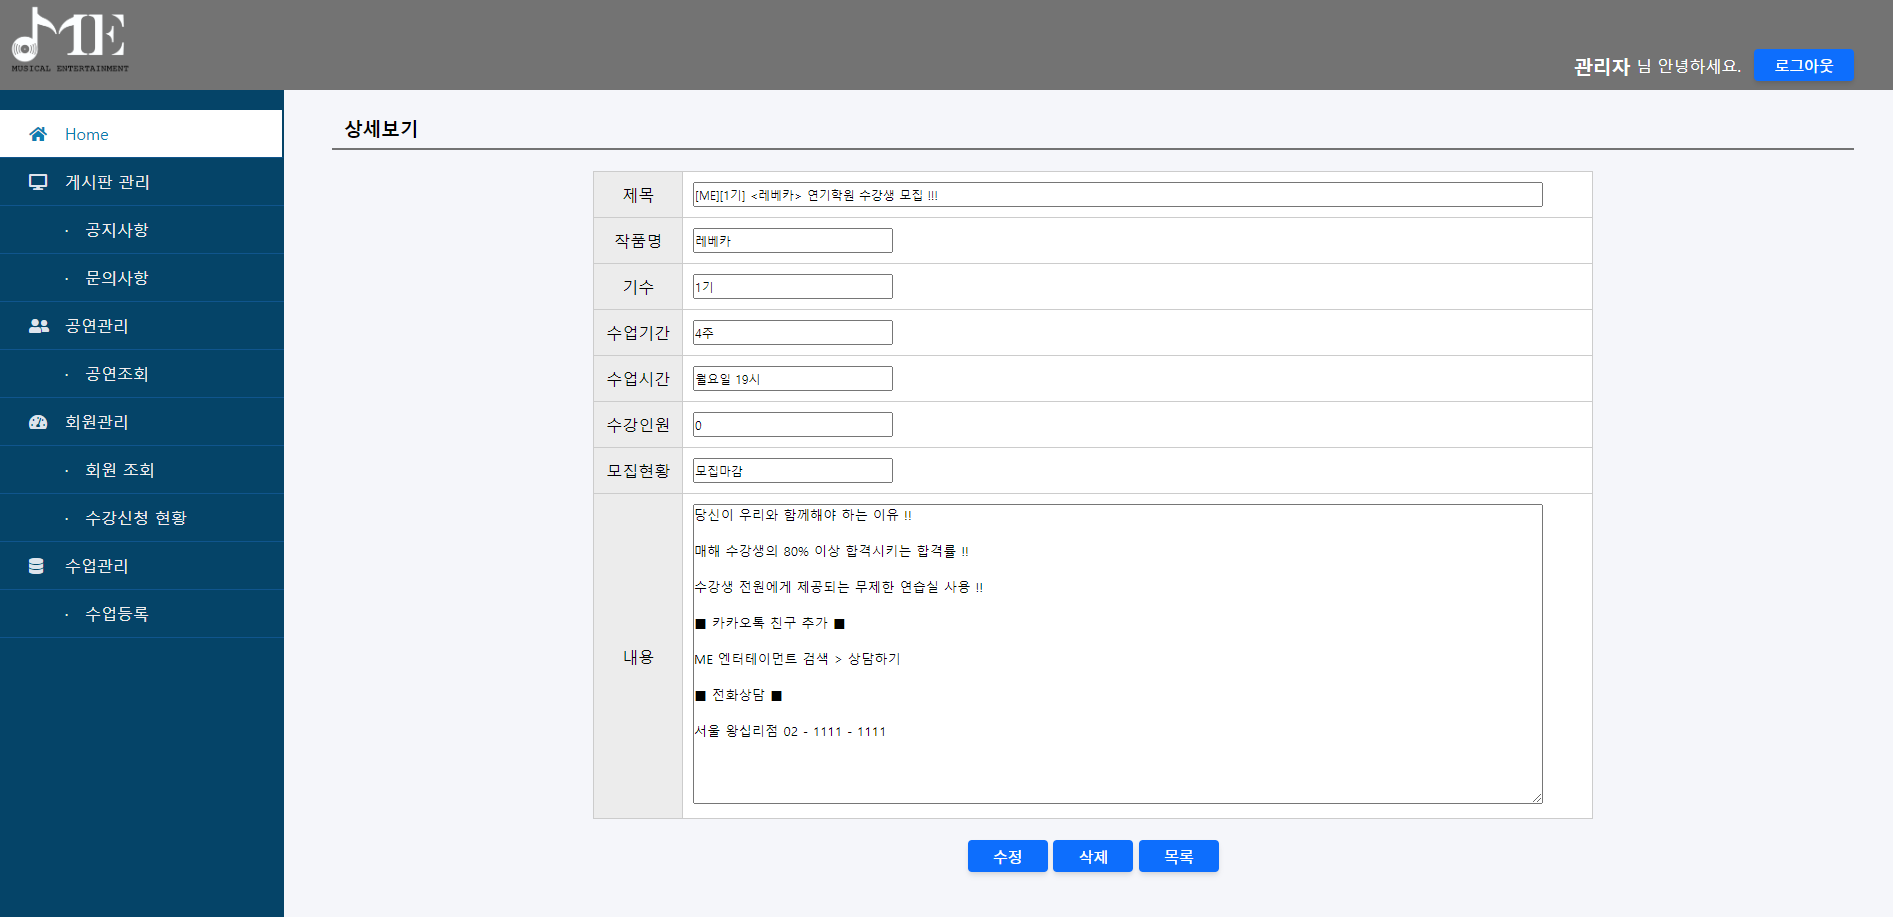 ME
MUSICAL ENTERTAINMENT
관리자 님 안녕하세요. 로그아웃
Home
게시판 관리
· 공지사항
· 문의사항
공연관리
· 공연조회
회원관리
· 회원 조회
· 수강신청 현황
수업관리
· 수업등록
상세보기
제목 [ME][1기] <레베카> 연기학원 수강생 모집 !!!
작품명 레베카
기수 1기
수업기간 4주
수업시간 월요일 19시
수강인원 0
모집현황 모집마감
내용
당신이 우리와 함께해야 하는 이유 !!
매해 수강생의 80% 이상 합격시키는 합격률 !!
수강생 전원에게 제공되는 무제한 연습실 사용 !!
■ 카카오톡 친구 추가 ■
ME 엔터테이먼트 검색 > 상담하기
■ 전화상담 ■
서울 왕십리점 02 - 1111 - 1111
수정 삭제 목록